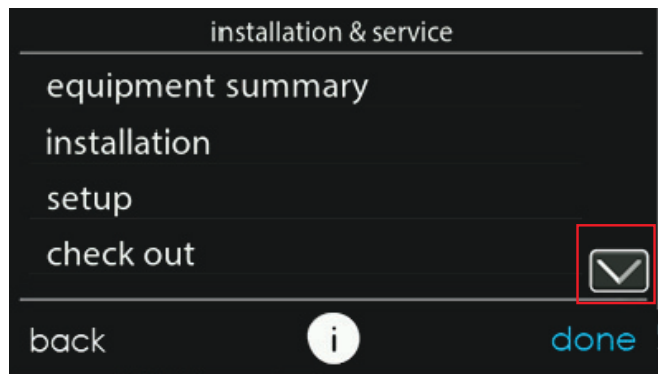 installation & service
equipment summary
installation
setup
check out
back i done